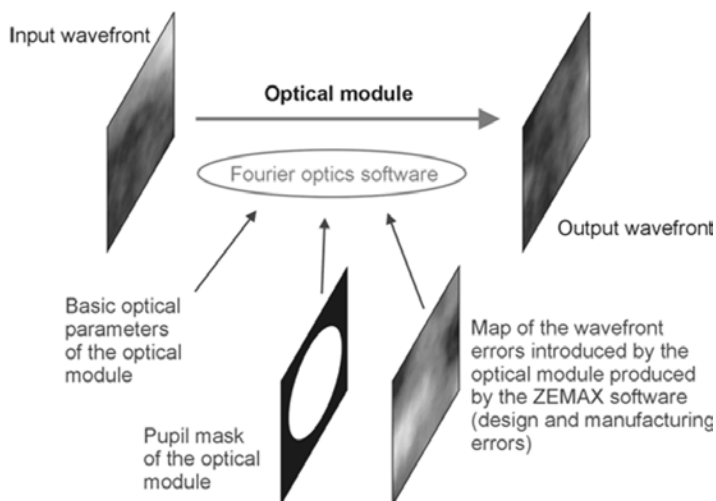 Input wavefront
Optical module
Fourier optics software
Output wavefront
Basic optical
parameters
of the optical
module
Pupil mask
of the optical
module
Map of the wavefront
errors introduced by the
optical module produced
by the ZEMAX software
(design and manufacturing
errors)